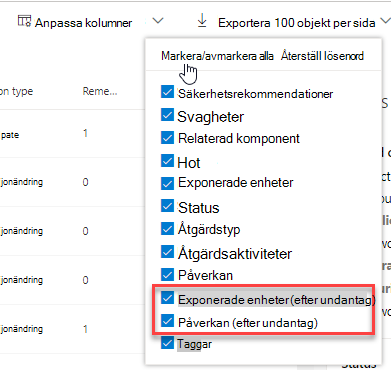 Anpassa kolumner
Exportera 100 objekt per sida
Markera/avmarkera alla Återställ lösenord
on type
Reme...
Säkerhetsrekommendationer
Svagheter
pate
1
Relaterad komponent
Hot
jonändring
0
Exponerade enheter
Status
jonändring
0
Åtgärdstyp
Åtgärdsaktiviteter
jonändring
0
Påverkan
Exponerade enheter (efter undantag)
jonändring
1
Påverkan (efter undantag)
Taggar
Status